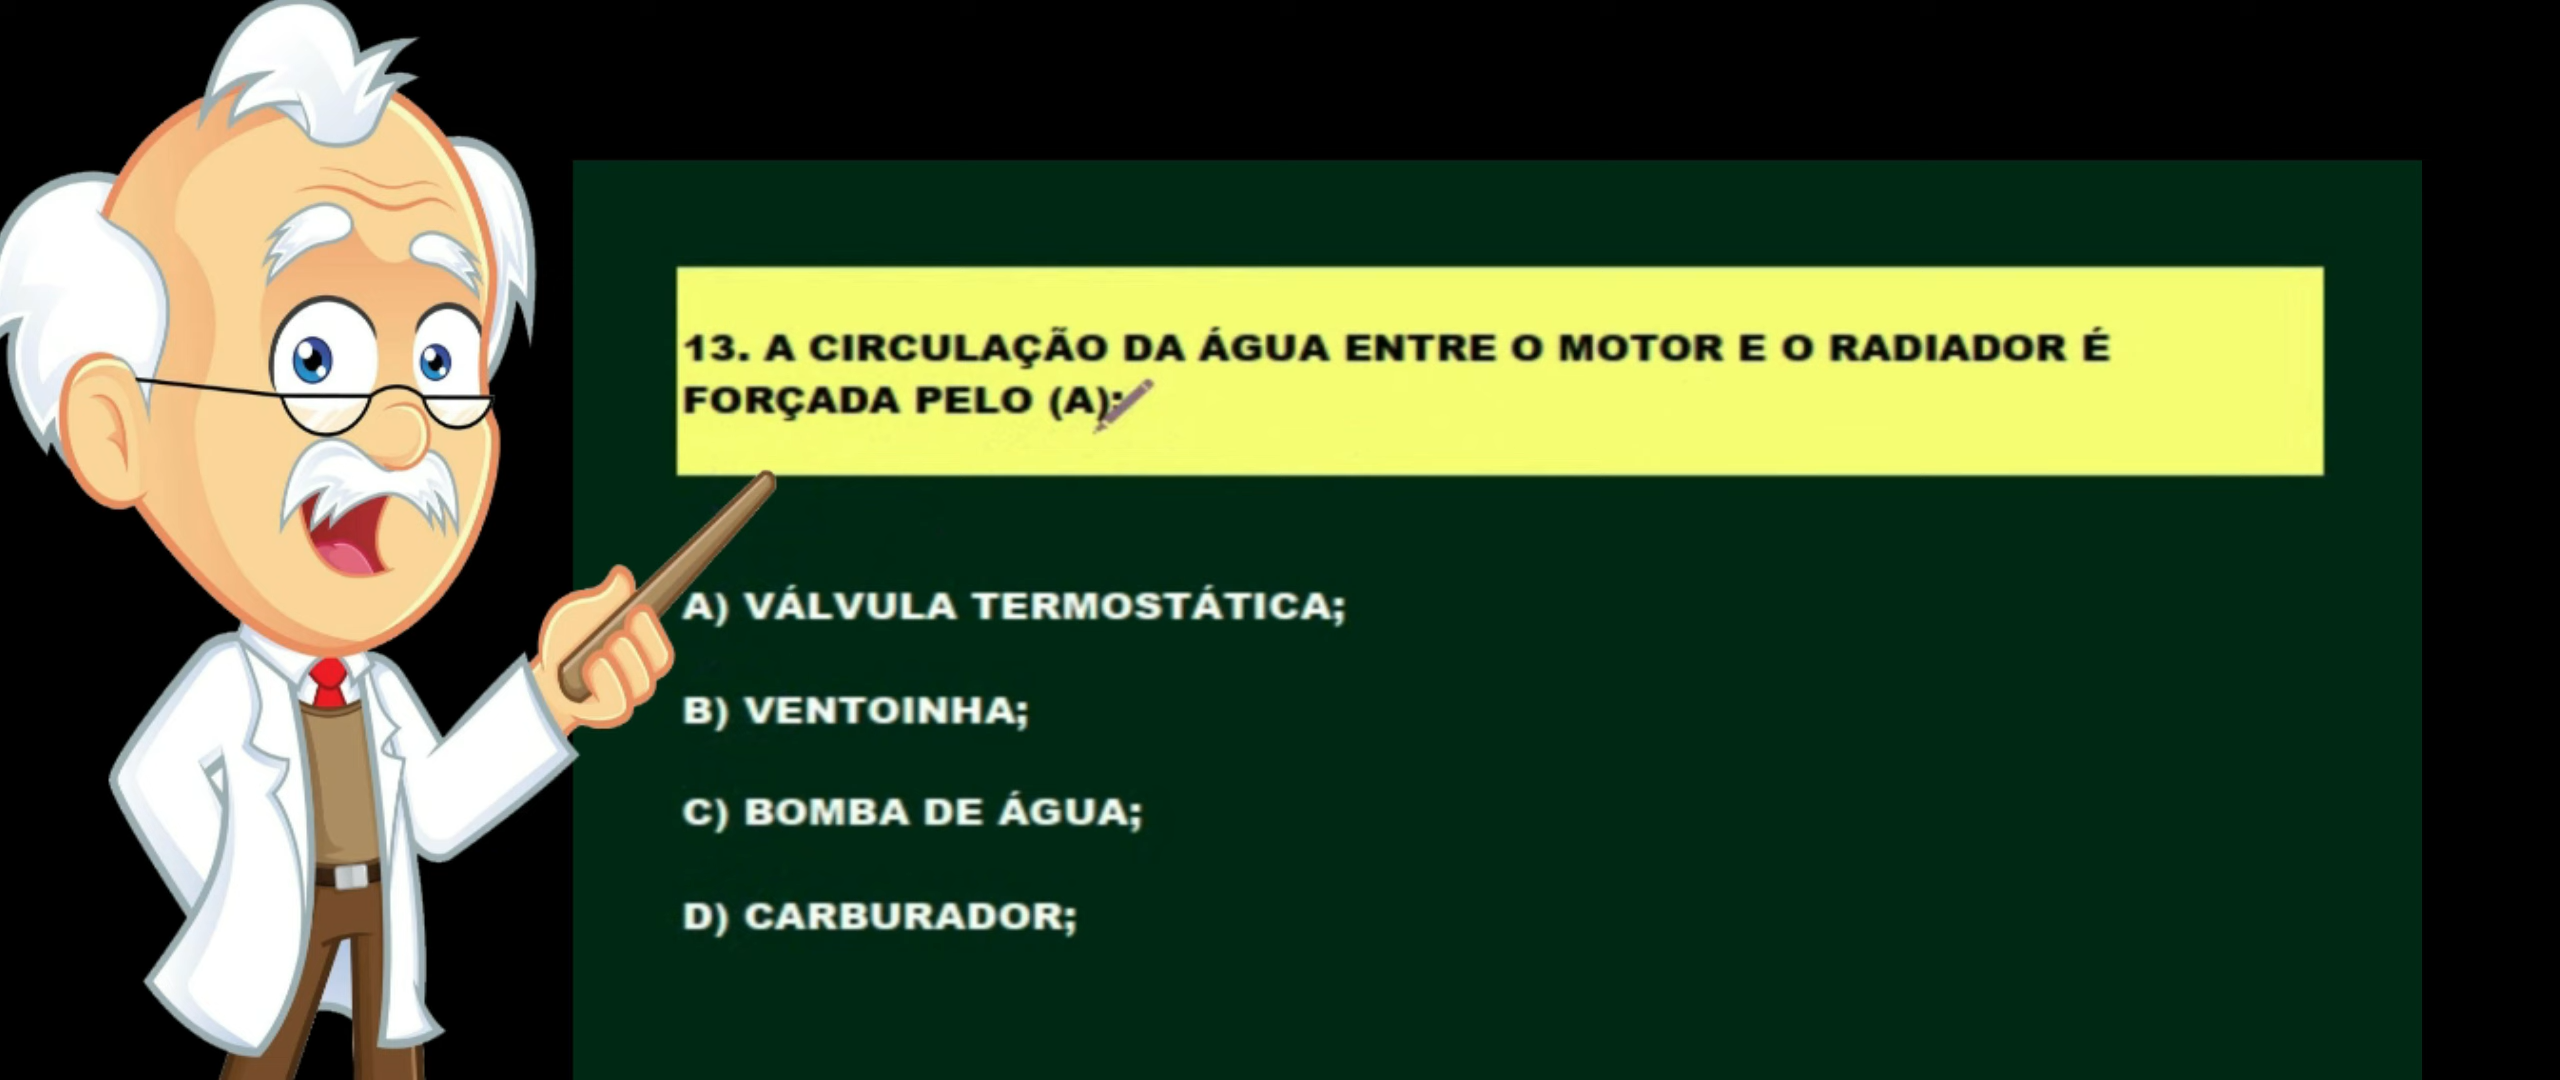 13. A CIRCULAÇÃO DA ÁGUA ENTRE O MOTOR E O RADIADOR É
FORÇADA PELO (A):
A) VÁLVULA TERMOSTÁTICA;
B) VENTOINHA;
C) BOMBA DE ÁGUA;
D) CARBURADOR;